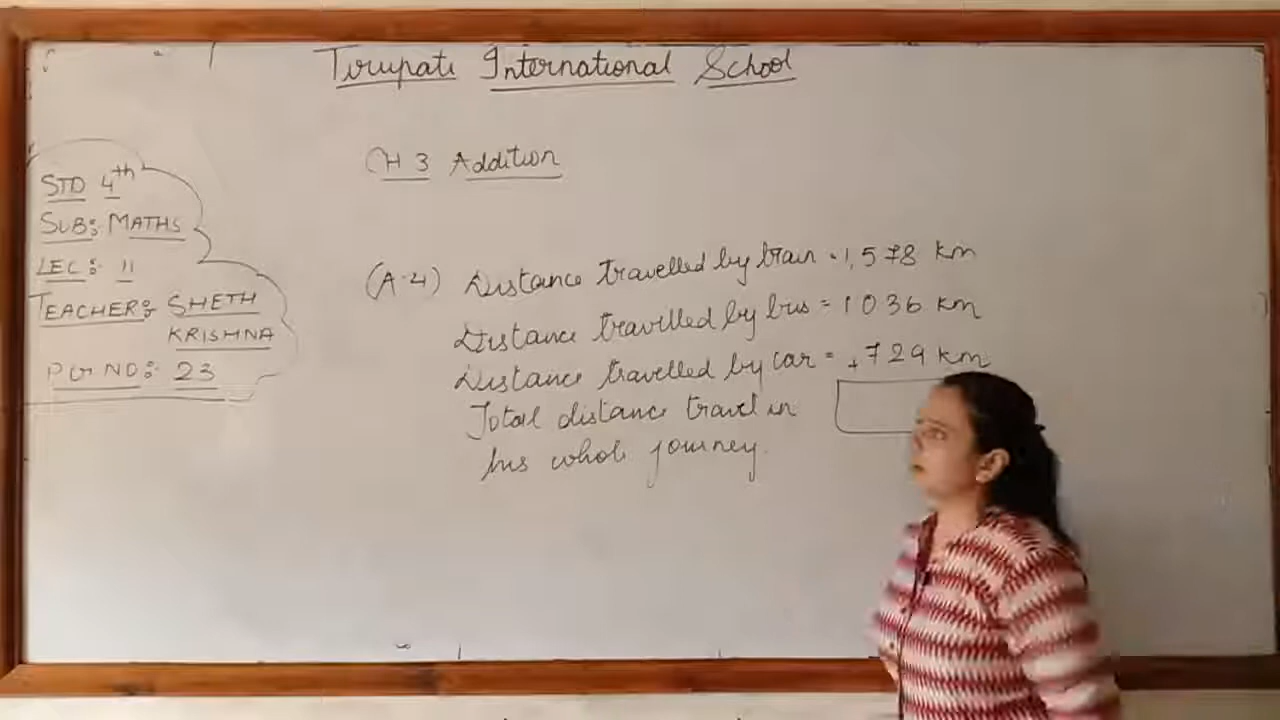 Tirupati International School
CH 3 Addition
STD 4th
SUB: MATHS
LEC: 11
TEACHER: SHETH
KRISHNA
PG NO: 23
(A-4) Distance travelled by train = 1,578 km
Distance travelled by bus = 1036 km
Distance travelled by car = +729 km
Total distance travel in
his whole journey.